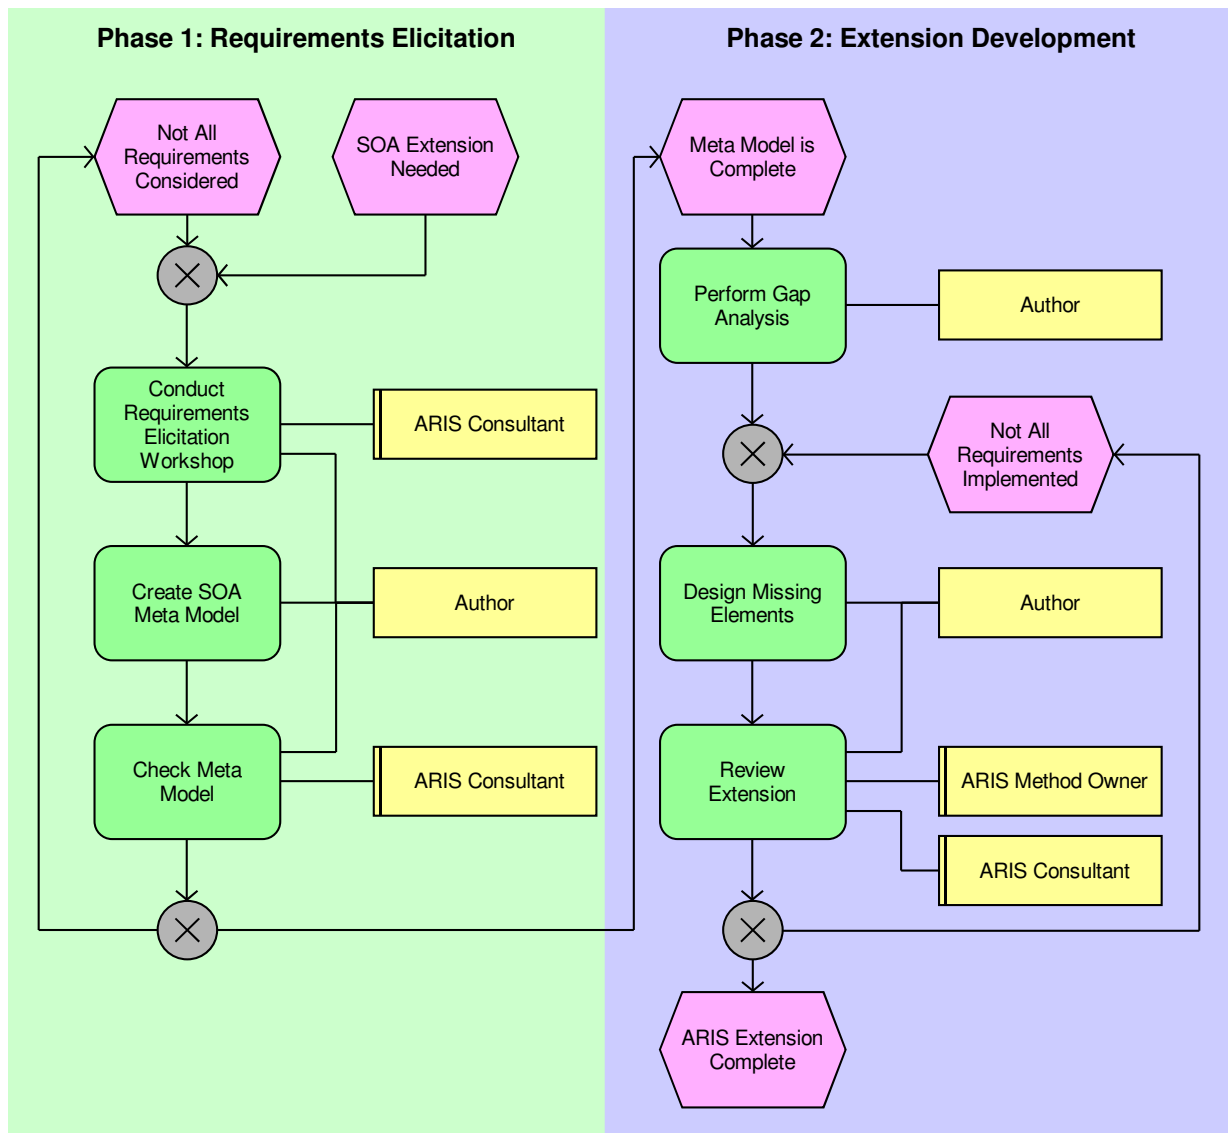 Phase 1: Requirements Elicitation
Not All
Requirements
Considered
SOA Extension
Needed
Conduct
Requirements
Elicitation
Workshop
ARIS Consultant
Create SOA
Meta Model
Author
Check Meta
Model
ARIS Consultant
Phase 2: Extension Development
Meta Model is
Complete
Perform Gap
Analysis
Author
Not All
Requirements
Implemented
Design Missing
Elements
Author
Review
Extension
ARIS Method Owner
ARIS Consultant
ARIS Extension
Complete